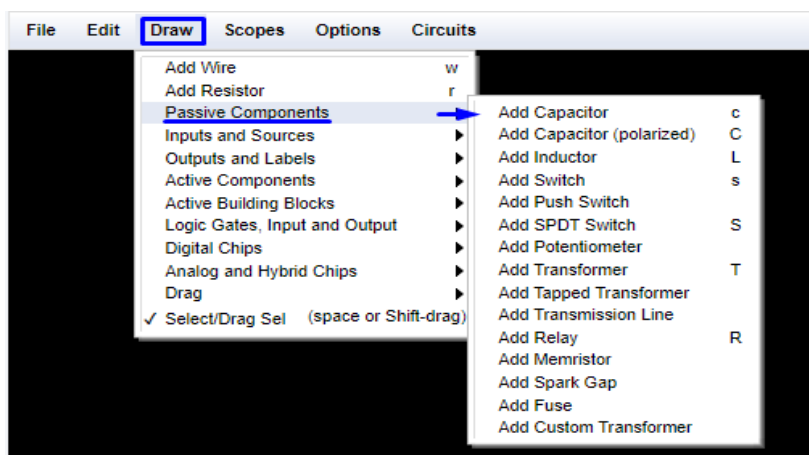 File Edit Draw Scopes Options Circuits
Add Wire w
Add Resistor r
Passive Components
Inputs and Sources
Outputs and Labels
Active Components
Active Building Blocks
Logic Gates, Input and Output
Digital Chips
Analog and Hybrid Chips
Drag
✓ Select/Drag Sel (space or Shift-drag)
Add Capacitor c
Add Capacitor (polarized) C
Add Inductor L
Add Switch s
Add Push Switch
Add SPDT Switch S
Add Potentiometer
Add Transformer T
Add Tapped Transformer
Add Transmission Line
Add Relay R
Add Memristor
Add Spark Gap
Add Fuse
Add Custom Transformer